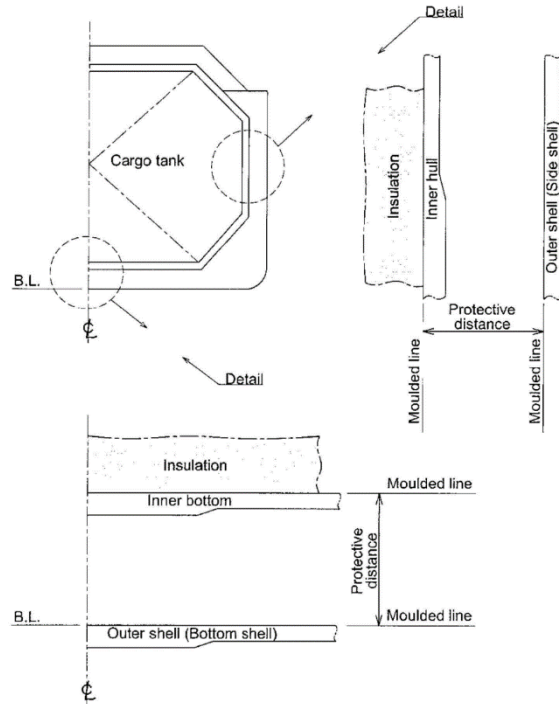 Detail
Cargo tank
Insulation
Inner hull
Outer shell (Side shell)
B.L.
Protective
distance
℄
Moulded line
Moulded line
Detail
Insulation
Inner bottom
Moulded line
Protective
distance
B.L.
Moulded line
Outer shell (Bottom shell)
℄